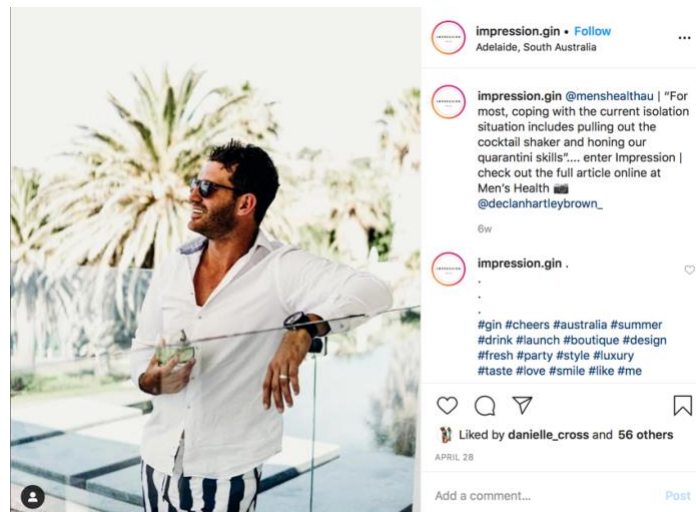 impression.gin • Follow
Adelaide, South Australia
impression.gin @menshealthau | “For
most, coping with the current isolation
situation includes pulling out the
cocktail shaker and honing our
quarantini skills”.... enter Impression |
check out the full article online at
Men's Health 📸
@declanhartleybrown_
6w
impression.gin .
.
.
.
#gin #cheers #australia #summer
#drink #launch #boutique #design
#fresh #party #style #luxury
#taste #love #smile #like #me
Liked by danielle_cross and 56 others
APRIL 28
Add a comment...
Post